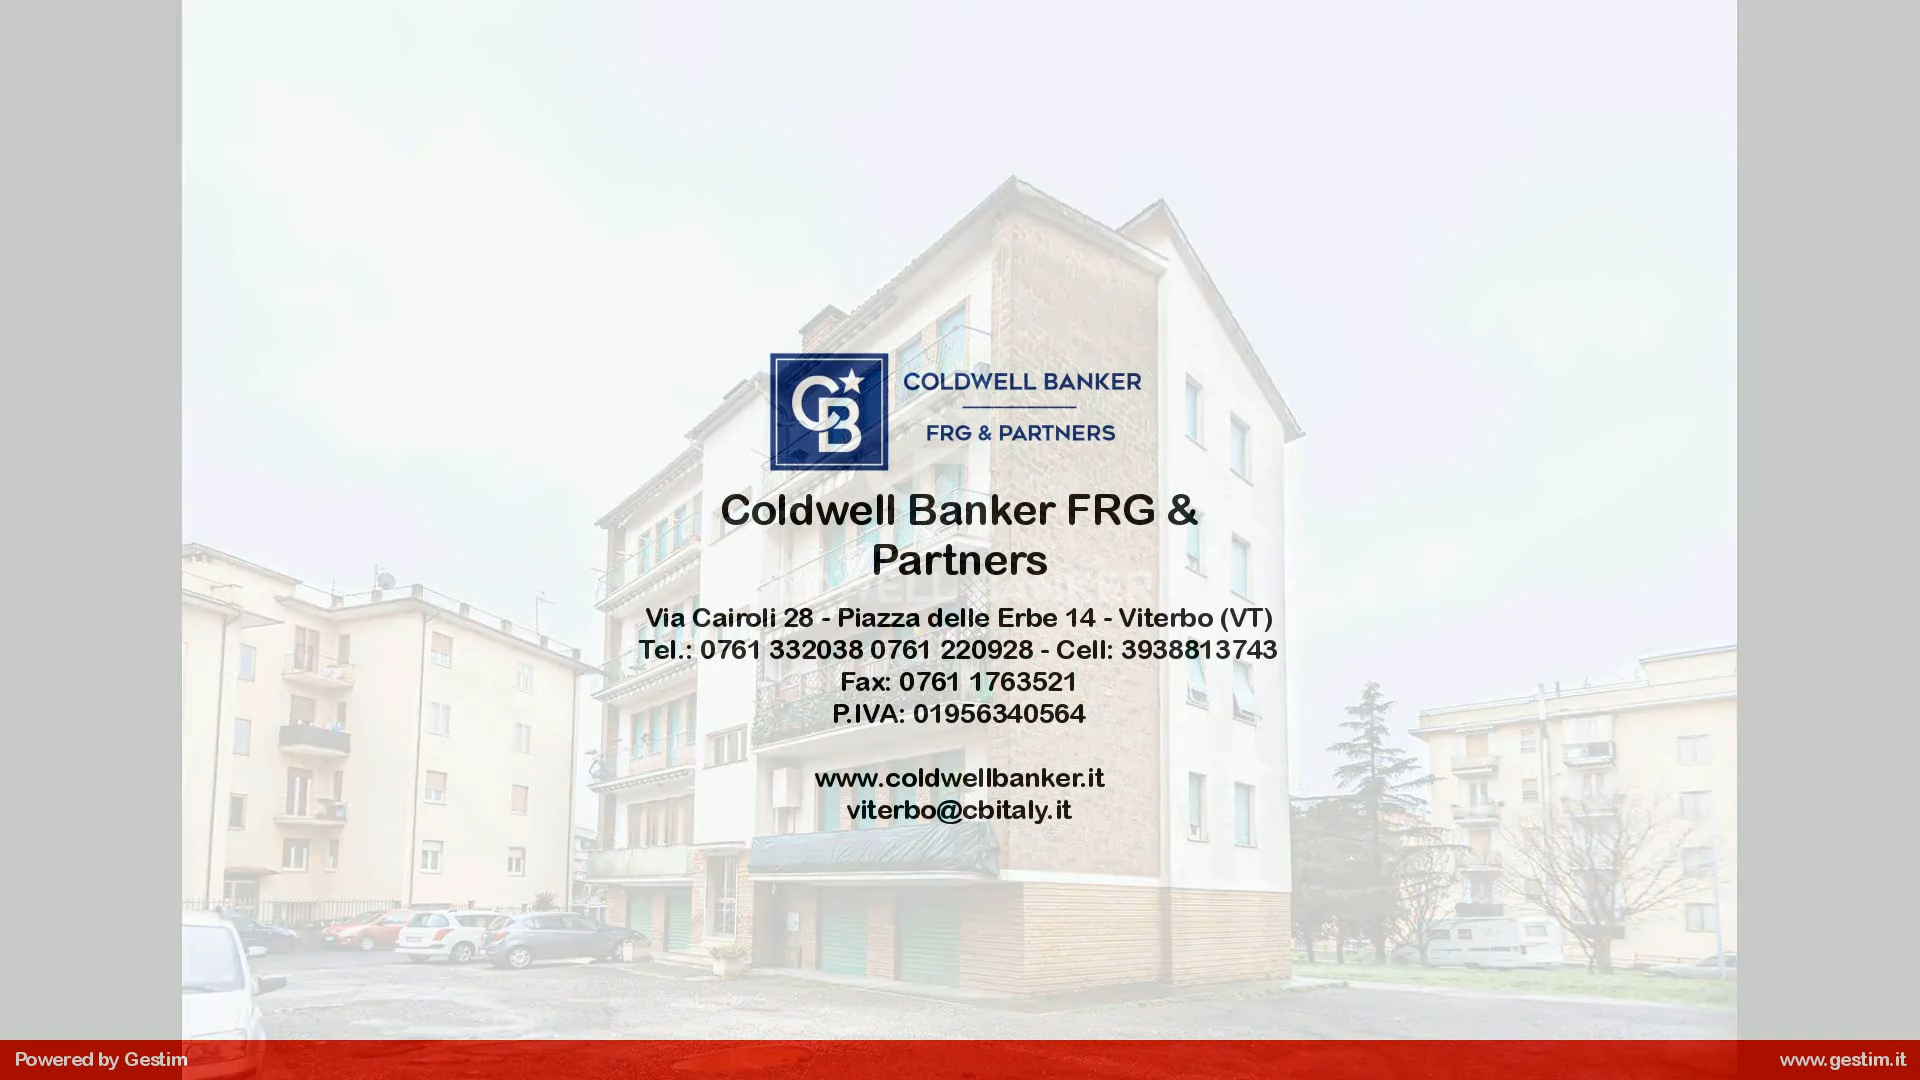 CB
COLDWELL BANKER
FRG & PARTNERS
Coldwell Banker FRG &
Partners
Via Cairoli 28 - Piazza delle Erbe 14 - Viterbo (VT)
Tel.: 0761 332038 0761 220928 - Cell: 3938813743
Fax: 0761 1763521
P.IVA: 01956340564
www.coldwellbanker.it
viterbo@cbitaly.it
Powered by Gestim
www.gestim.it